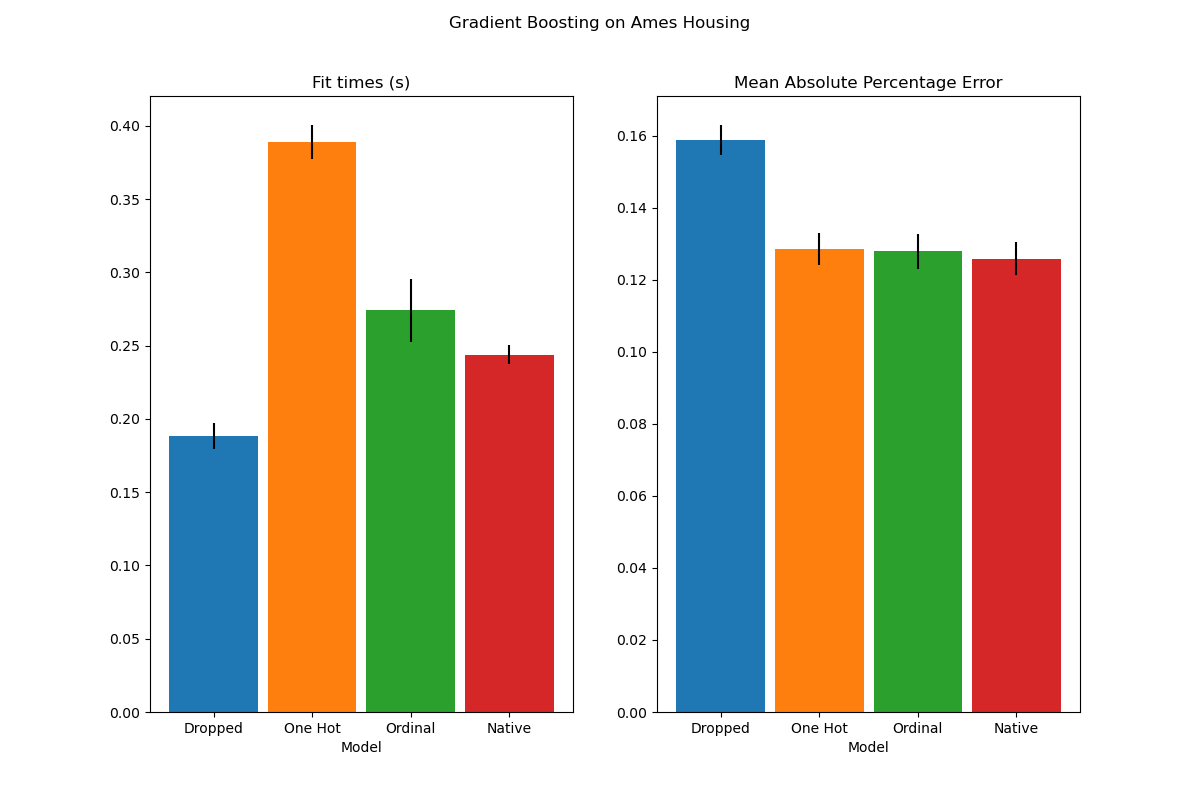 Gradient Boosting on Ames Housing
Fit times (s)
0.40
0.35
0.30
0.25
0.20
0.15
0.10
0.05
0.00
Dropped One Hot Ordinal Native
Model
Mean Absolute Percentage Error
0.16
0.14
0.12
0.10
0.08
0.06
0.04
0.02
0.00
Dropped One Hot Ordinal Native
Model